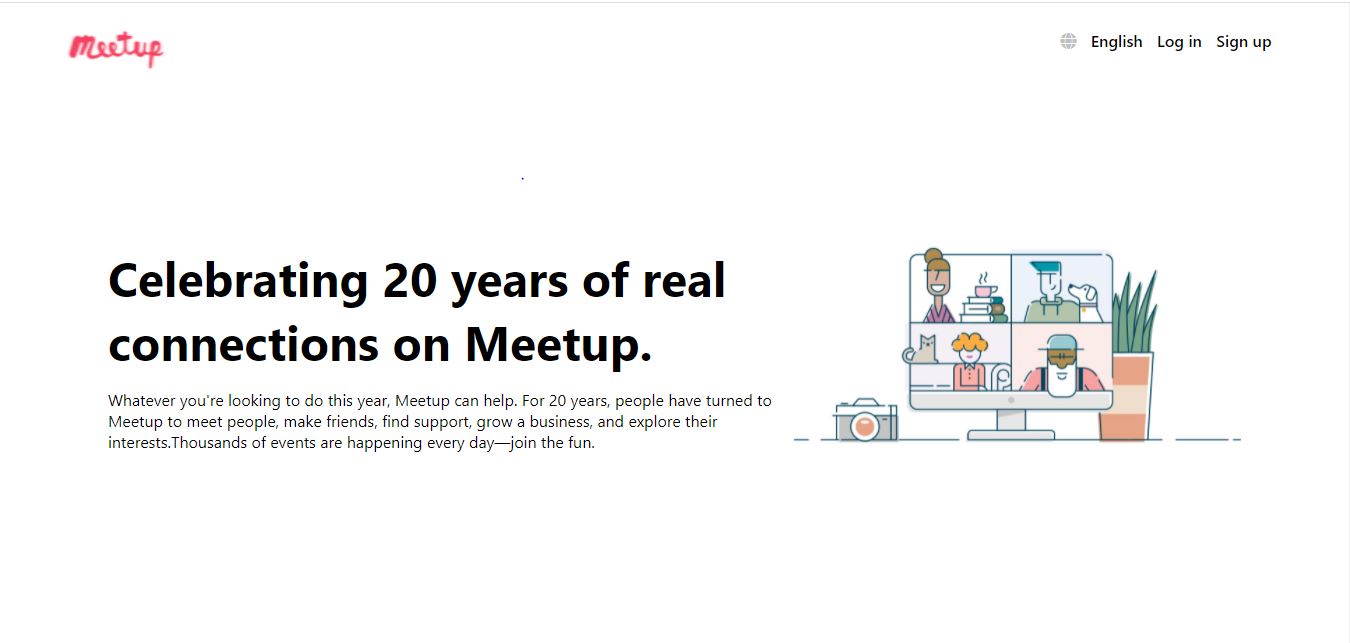 Meetup
English Log in Sign up
Celebrating 20 years of real
connections on Meetup.
Whatever you're looking to do this year, Meetup can help. For 20 years, people have turned to
Meetup to meet people, make friends, find support, grow a business, and explore their
interests.Thousands of events are happening every day—join the fun.